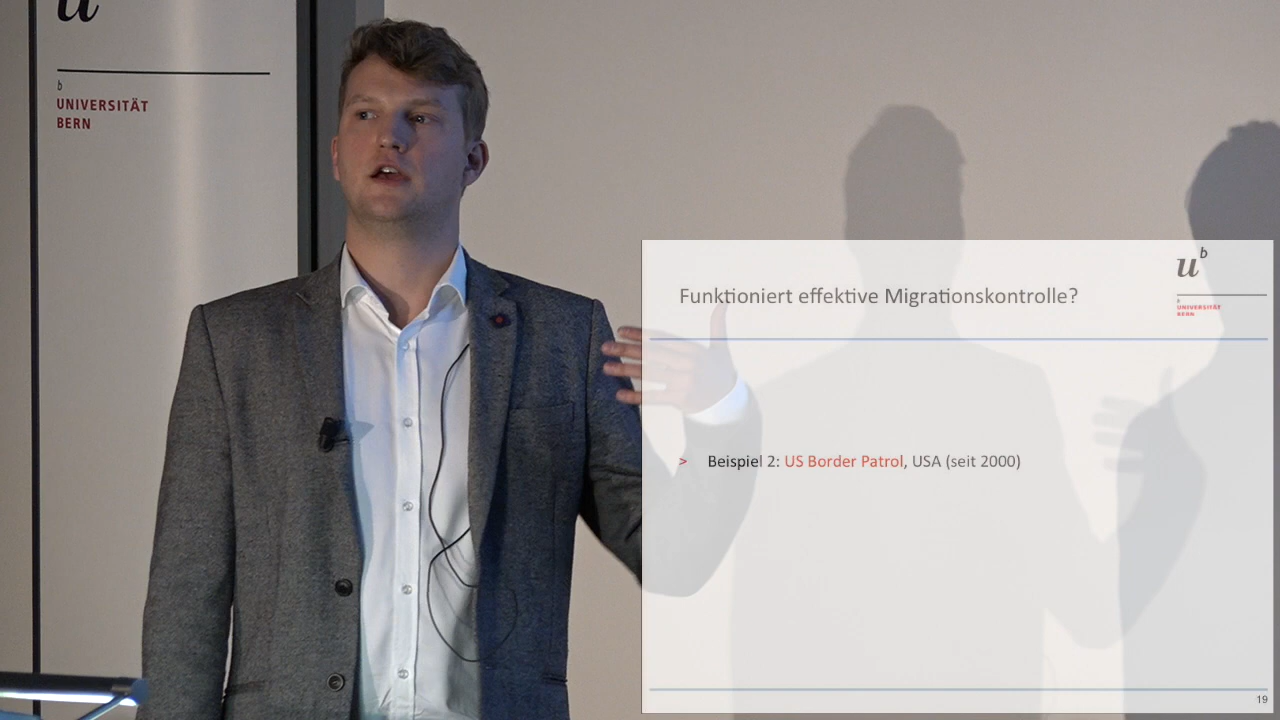 u
b
UNIVERSITÄT
BERN
Funktioniert effektive Migrationskontrolle?
u b
b
UNIVERSITÄT
BERN
> Beispiel 2: US Border Patrol, USA (seit 2000)
19